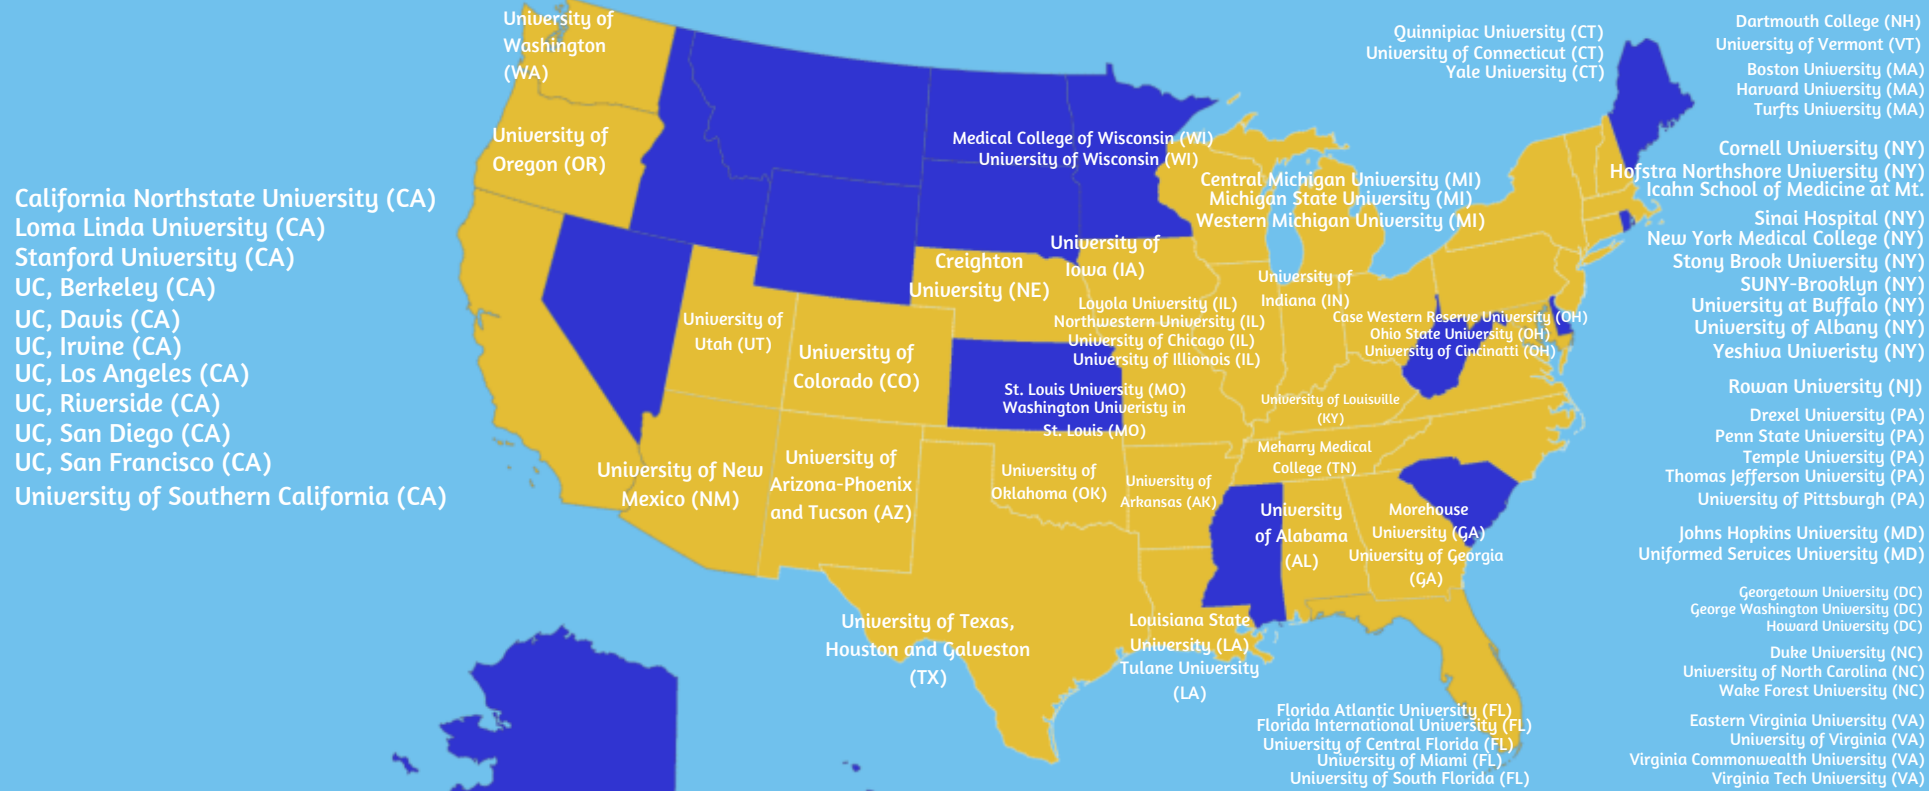 University of
Washington
(WA)
University of
Oregon (OR)
California Northstate University (CA)
Loma Linda University (CA)
Stanford University (CA)
UC, Berkeley (CA)
UC, Davis (CA)
UC, Irvine (CA)
UC, Los Angeles (CA)
UC, Riverside (CA)
UC, San Diego (CA)
UC, San Francisco (CA)
University of Southern California (CA)
University of
Utah (UT)
University of
Colorado (CO)
University of New
Mexico (NM)
University of
Arizona-Phoenix
and Tucson (AZ)
Creighton
University (NE)
Medical College of Wisconsin (WI)
University of Wisconsin (WI)
University of
Iowa (IA)
Central Michigan University (MI)
Michigan State University (MI)
Western Michigan University (MI)
University of
Indiana (IN)
Loyola University (IL)
Northwestern University (IL)
University of Chicago (IL)
University of Illionois (IL)
Case Western Reserve University (OH)
Ohio State University (OH)
University of Cincinatti (OH)
St. Louis University (MO)
Washington Univeristy in
St. Louis (MO)
University of Louisville
(KY)
Meharry Medical
College (TN)
University of
Oklahoma (OK)
University of
Arkansas (AK)
University
of Alabama
(AL)
Morehouse
University (GA)
University of Georgia
(GA)
University of Texas,
Houston and Galveston
(TX)
Louisiana State
University (LA)
Tulane University
(LA)
Florida Atlantic University (FL)
Florida International University (FL)
University of Central Florida (FL)
University of Miami (FL)
University of South Florida (FL)
Quinnipiac University (CT)
University of Connecticut (CT)
Yale University (CT)
Dartmouth College (NH)
University of Vermont (VT)
Boston University (MA)
Harvard University (MA)
Turfts University (MA)
Cornell University (NY)
Hofstra Northshore University (NY)
Icahn School of Medicine at Mt.
Sinai Hospital (NY)
New York Medical College (NY)
Stony Brook University (NY)
SUNY-Brooklyn (NY)
University at Buffalo (NY)
University of Albany (NY)
Yeshiva Univeristy (NY)
Rowan University (NJ)
Drexel University (PA)
Penn State University (PA)
Temple University (PA)
Thomas Jefferson University (PA)
University of Pittsburgh (PA)
Johns Hopkins University (MD)
Uniformed Services University (MD)
Georgetown University (DC)
George Washington University (DC)
Howard University (DC)
Duke University (NC)
University of North Carolina (NC)
Wake Forest University (NC)
Eastern Virginia University (VA)
University of Virginia (VA)
Virginia Commonwealth University (VA)
Virginia Tech University (VA)